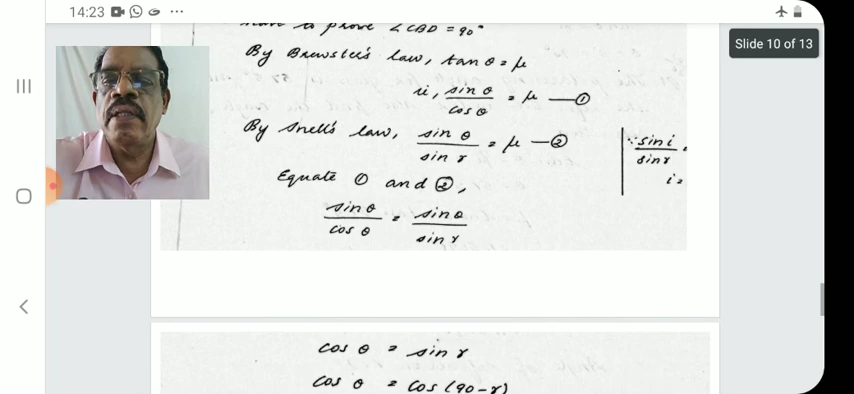 14:23
Slide 10 of 13
to prove ∠CBD = 90°
By Brewster's law, tan θ = μ
ie, sin θ / cos θ = μ —①
By Snell's law, sin θ / sin r = μ —②
∵ sin i / sin r
i =
Equate ① and ②,
sin θ / cos θ = sin θ / sin r
cos θ = sin r
cos θ = cos (90 - r)